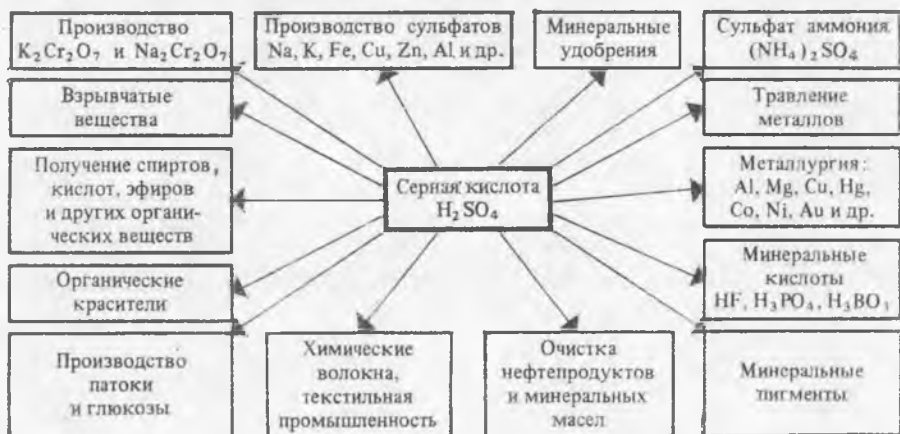 Производство
K₂Cr₂O₇ и Na₂Cr₂O₇
Производство сульфатов
Na, K, Fe, Cu, Zn, Al и др.
Минеральные
удобрения
Сульфат аммония
(NH₄)₂SO₄
Взрывчатые
вещества
Травление
металлов
Получение спиртов,
кислот, эфиров
и других органи-
ческих веществ
Серная кислота
H₂SO₄
Металлургия:
Al, Mg, Cu, Hg,
Co, Ni, Au и др.
Органические
красители
Минеральные
кислоты
HF, H₃PO₄, H₃BO₃
Производство
патоки
и глюкозы
Химические
волокна,
текстильная
промышленность
Очистка
нефтепродуктов
и минеральных
масел
Минеральные
пигменты